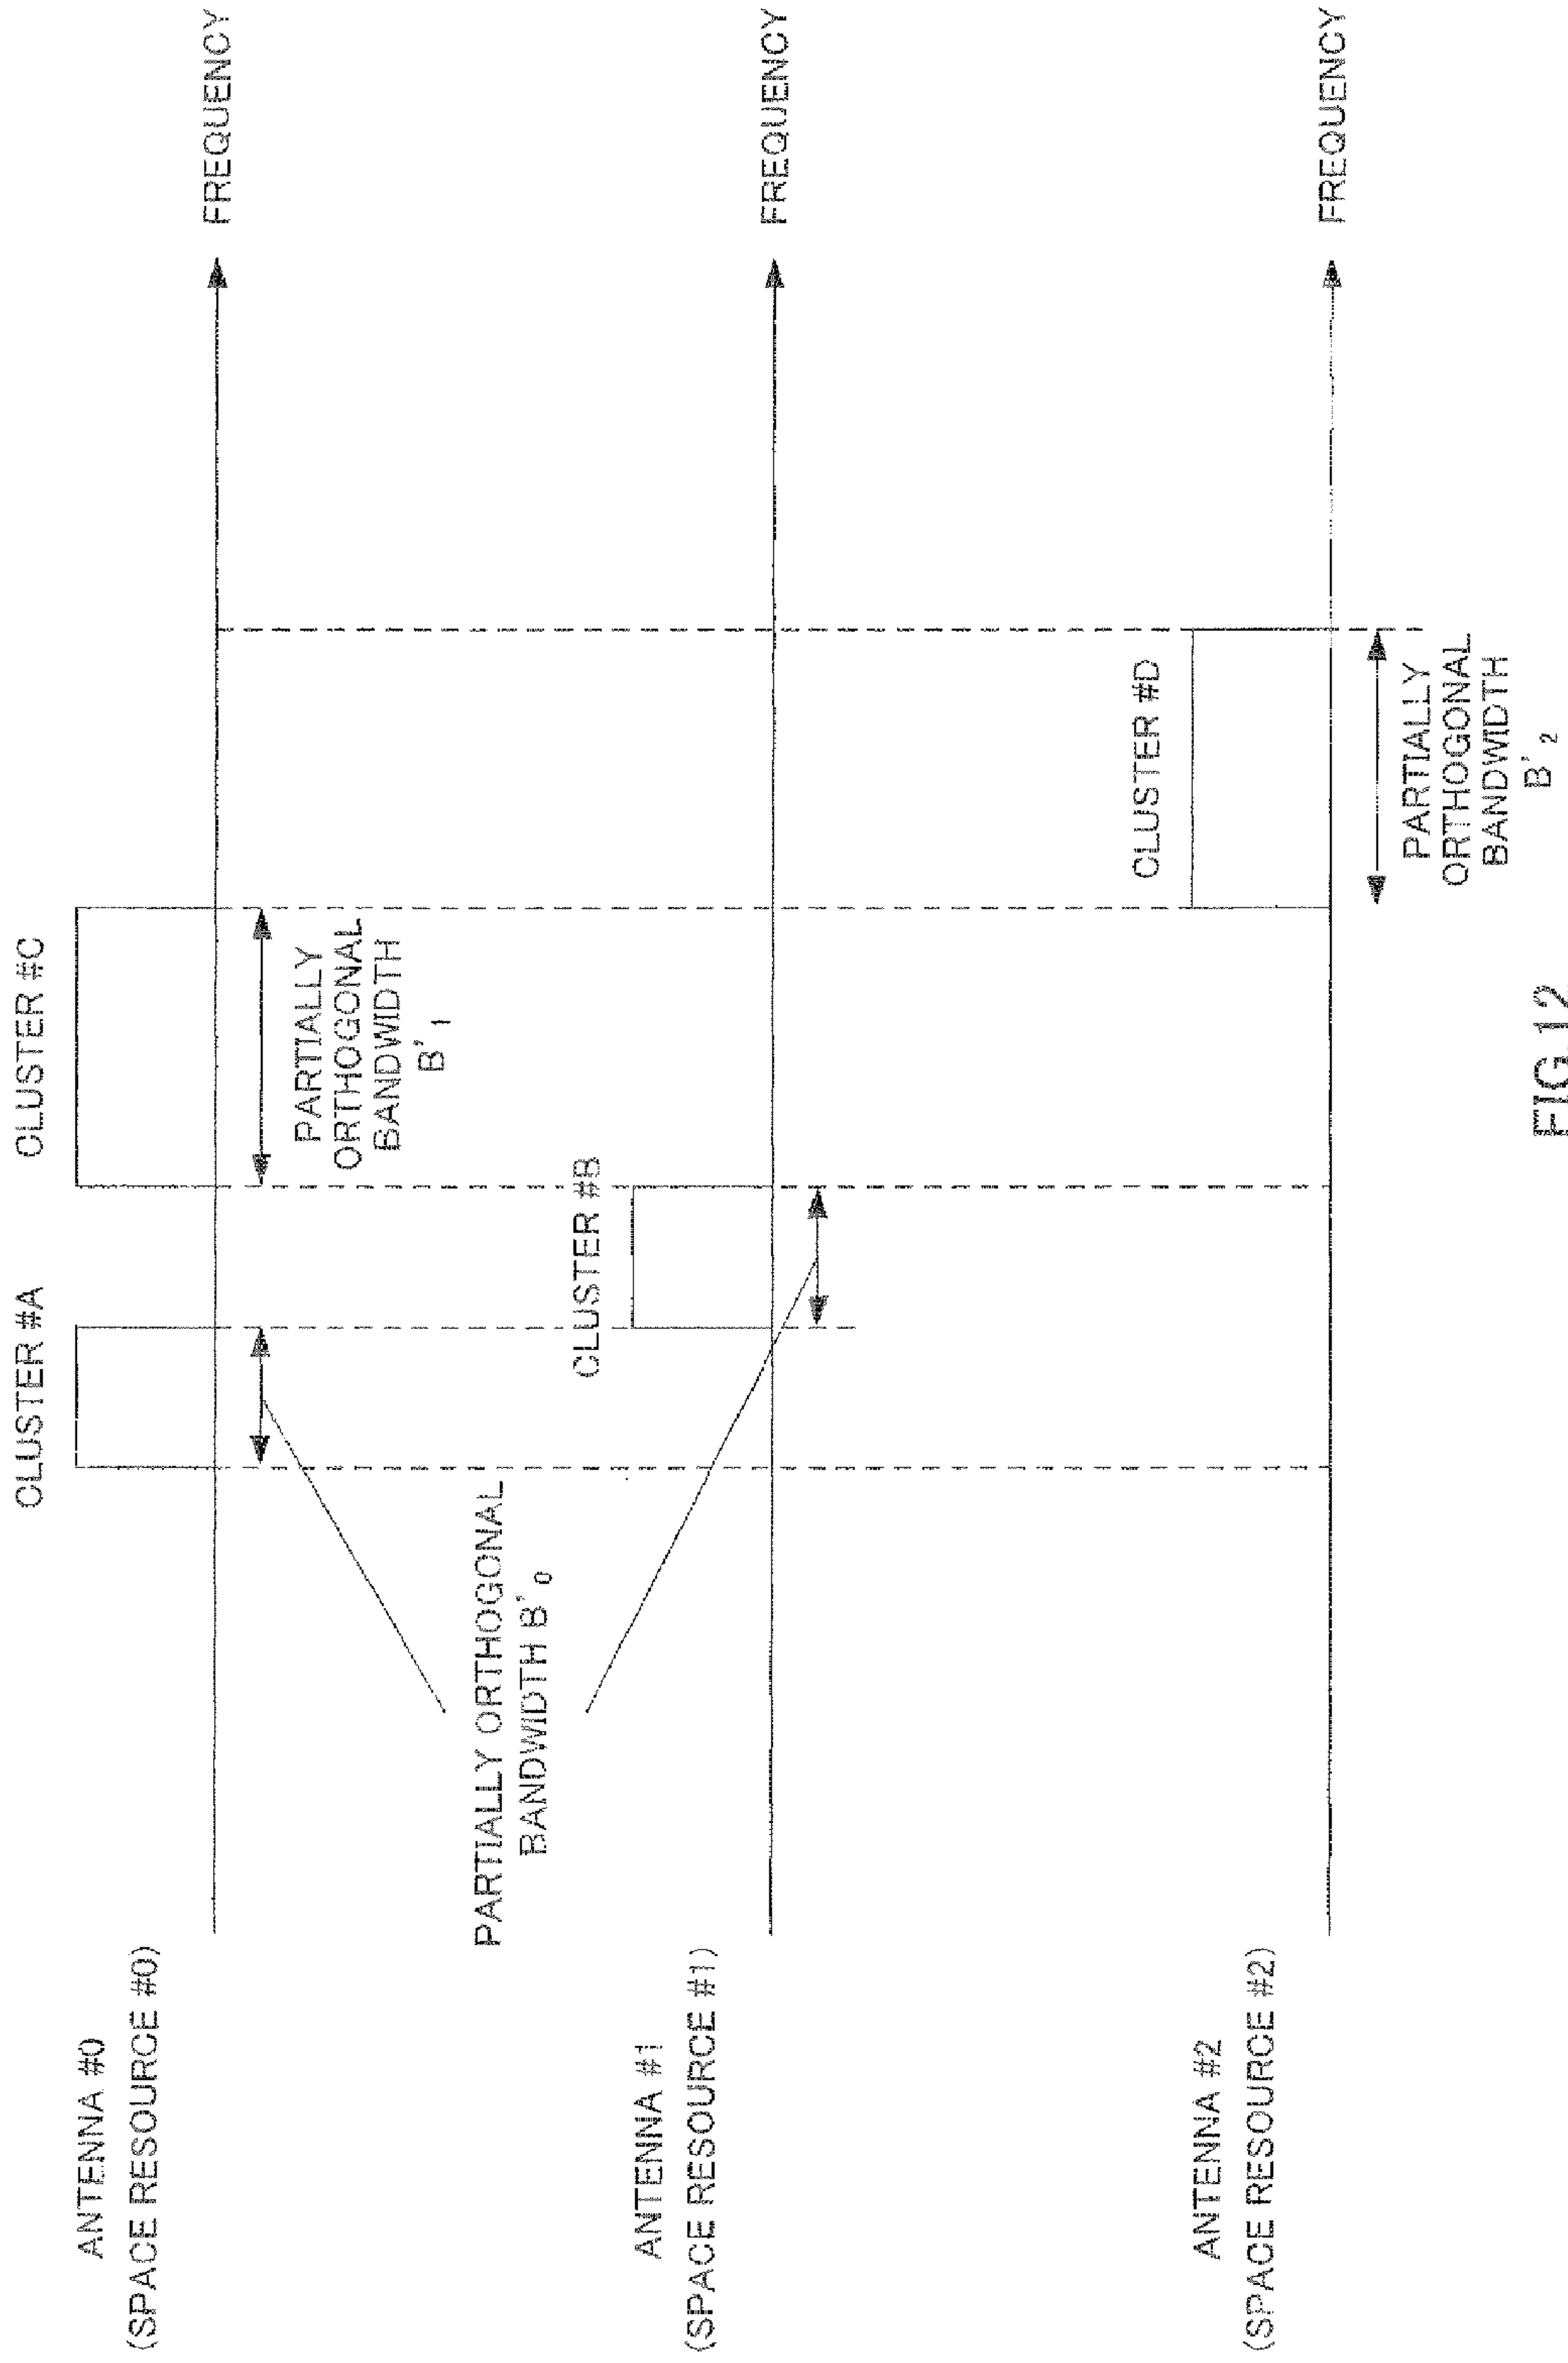 CLUSTER #A
CLUSTER #C
ANTENNA #0
(SPACE RESOURCE #0)
FREQUENCY
PARTIALLY
ORTHOGONAL
BANDWIDTH
B'1
PARTIALLY ORTHOGONAL
BANDWIDTH B'0
CLUSTER #B
ANTENNA #1
(SPACE RESOURCE #1)
FREQUENCY
CLUSTER #D
ANTENNA #2
(SPACE RESOURCE #2)
FREQUENCY
PARTIALLY
ORTHOGONAL
BANDWIDTH
B'2
FIG.12